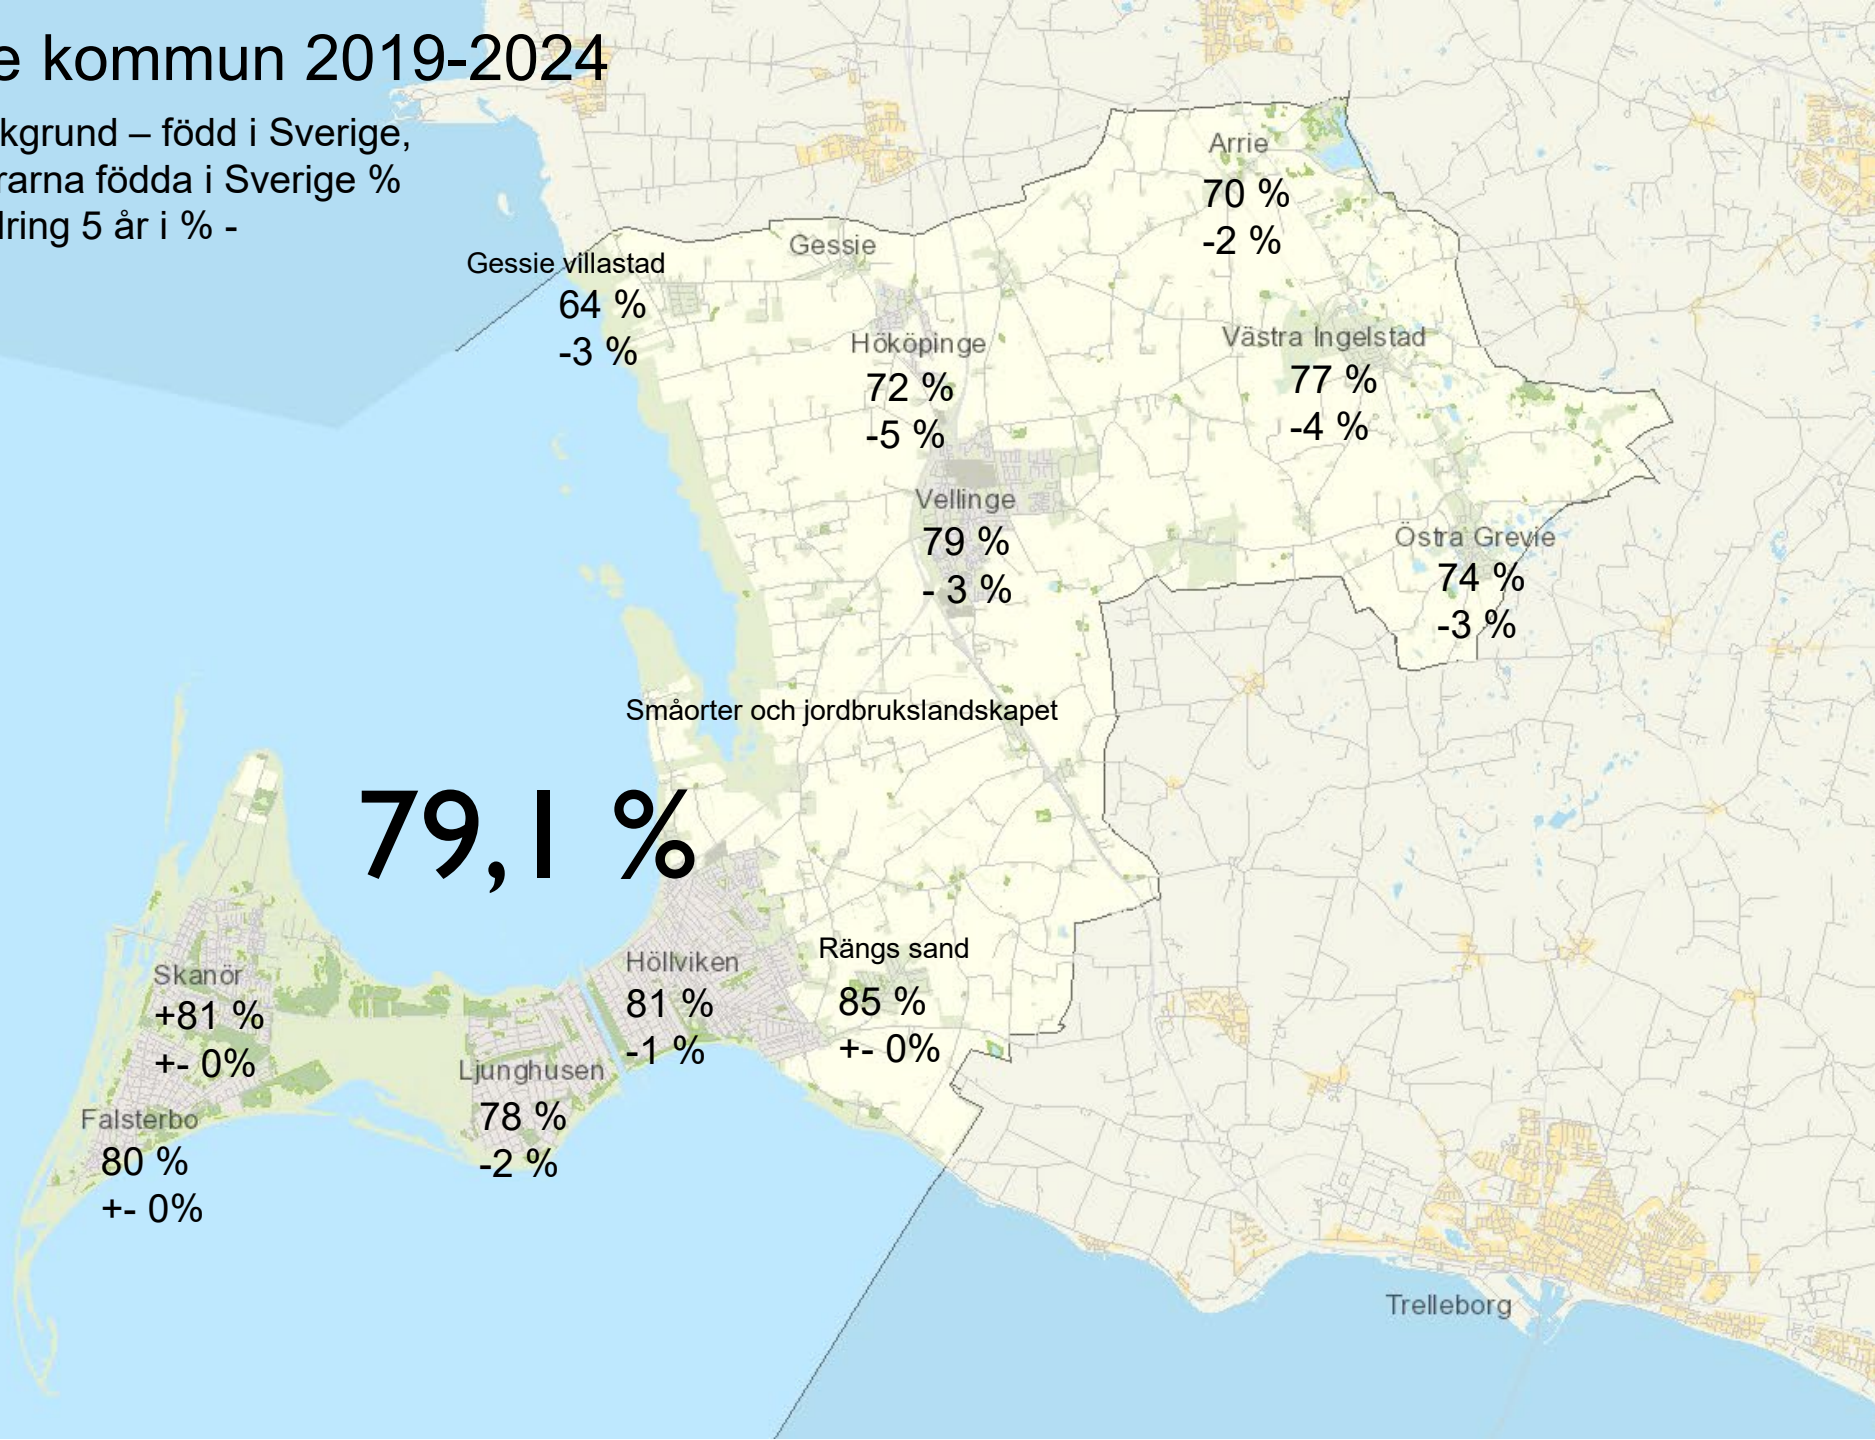 e kommun 2019-2024
kgrund – född i Sverige,
rarna födda i Sverige %
lring 5 år i % -
Arrie
70 %
-2 %
Gessie
Gessie villastad
64 %
-3 %
Hököpinge
72 %
-5 %
Västra Ingelstad
77 %
-4 %
Vellinge
79 %
- 3 %
Östra Grevie
74 %
-3 %
Småorter och jordbrukslandskapet
79,1 %
Rängs sand
85 %
+- 0%
Höllviken
81 %
-1 %
Skanör
+81 %
+- 0%
Ljunghusen
78 %
-2 %
Falsterbo
80 %
+- 0%
Trelleborg